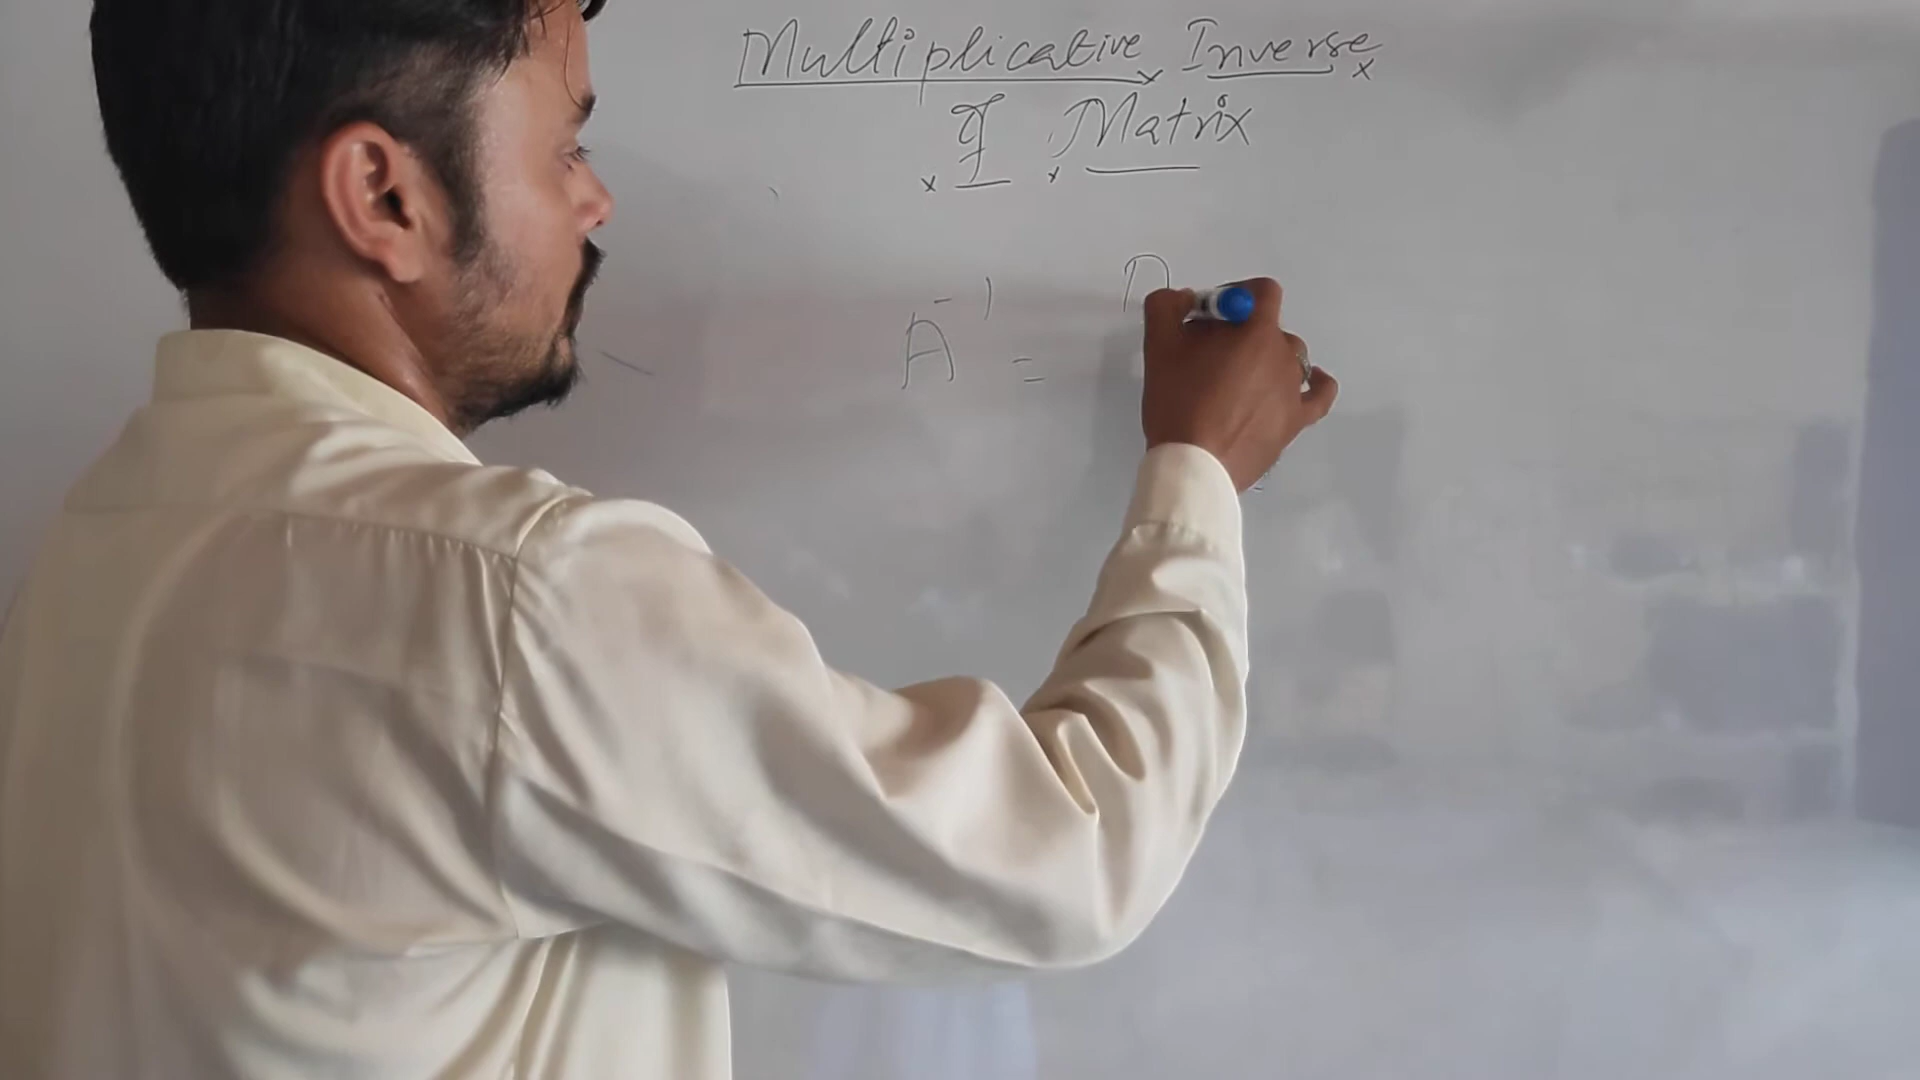 Multiplicative Inverse
Of Matrix
A⁻¹ =